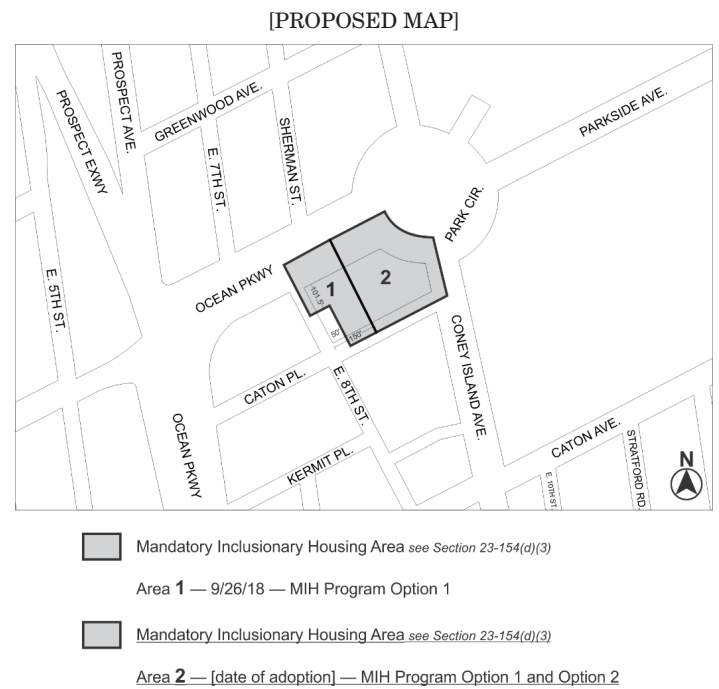 [PROPOSED MAP]
PROSPECT AVE.
PROSPECT EXWY
GREENWOOD AVE.
E. 7TH ST.
SHERMAN ST.
PARKSIDE AVE.
PARK CIR.
E. 5TH ST.
OCEAN PKWY
1
2
101.5'
50'
150'
CATON PL.
E. 8TH ST.
CONEY ISLAND AVE.
OCEAN PKWY
KERMIT PL.
CATON AVE.
E. 10TH ST.
STRATFORD RD.
N
Mandatory Inclusionary Housing Area see Section 23-154(d)(3)
Area 1 — 9/26/18 — MIH Program Option 1
Mandatory Inclusionary Housing Area see Section 23-154(d)(3)
Area 2 — [date of adoption] — MIH Program Option 1 and Option 2